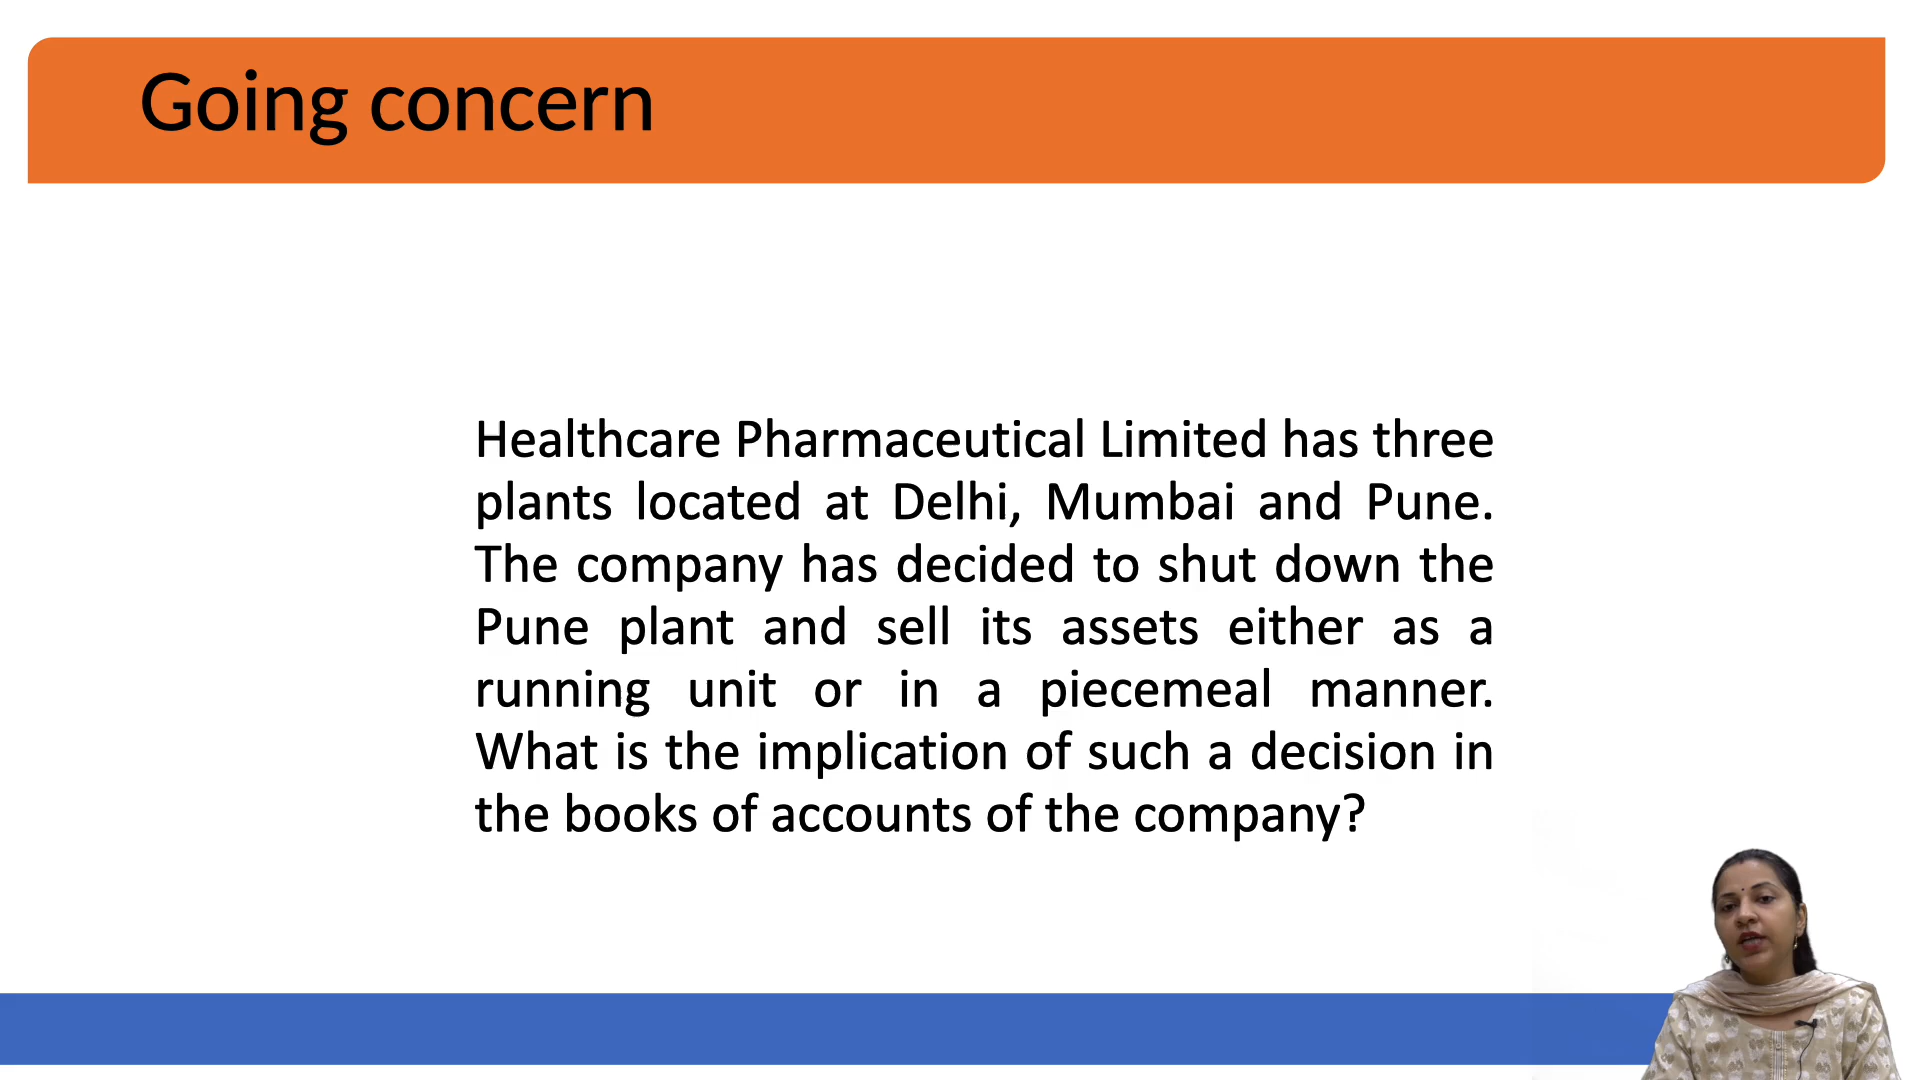 Going concern
Healthcare Pharmaceutical Limited has three
plants located at Delhi, Mumbai and Pune.
The company has decided to shut down the
Pune plant and sell its assets either as a
running unit or in a piecemeal manner.
What is the implication of such a decision in
the books of accounts of the company?